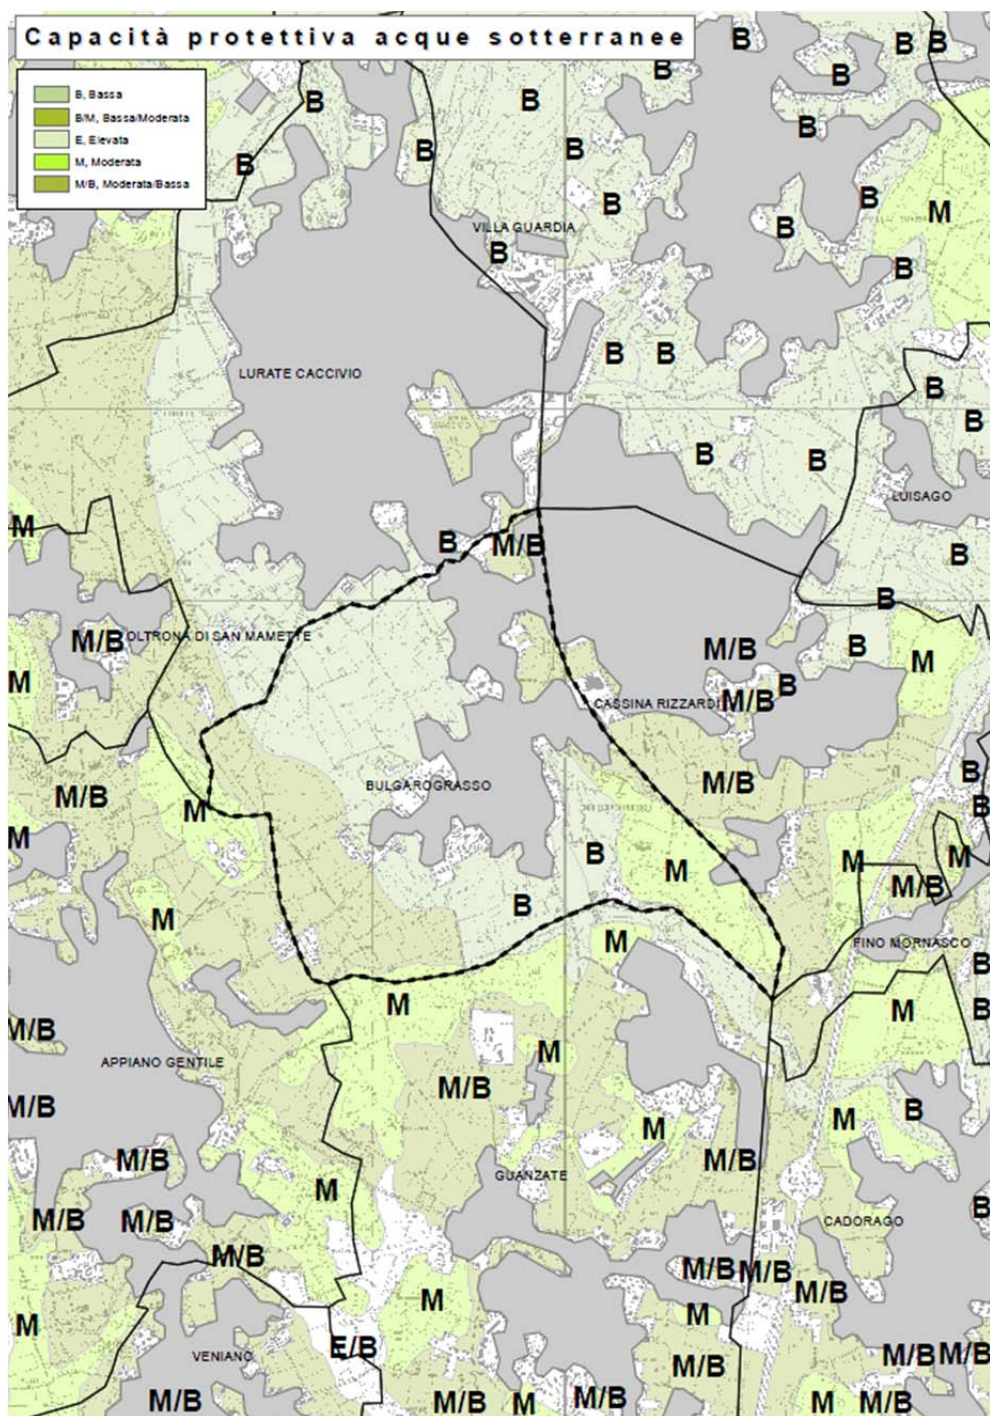 Capacità protettiva acque sotterranee
B, Bassa
B/M, Bassa/Moderata
E, Elevata
M, Moderata
M/B, Moderata/Bassa
B
B B
B
B
B
B
B
B
B
B
B
B
B
M
B
VILLA GUARDIA
B
B
B B
LURATE CACCIVIO
B
B
B
B
LUISAGO
M
B
M/B
B
B
M/B
OLTRONA DI SAN MAMETTE
M/B
B
M
M
B
CASSINA RIZZARDI
M/B
B
M/B
BULGAROGRASSO
M/B
B
M
B
M
B
M
M
M
M/B
M
B
M
FINO MORNASCO
B
M
M
B
M/B
M
APPIANO GENTILE
M/B
M/B
B
M
M
M/B
M/B
GUANZATE
M
M/B
M/B
CADORAGO
B
M/B
M/B M/B
M/B
M
M
M
E/B
VENIANO
M/B
M/B
M/B
M/B
M/B
M
M/B
M
M/B